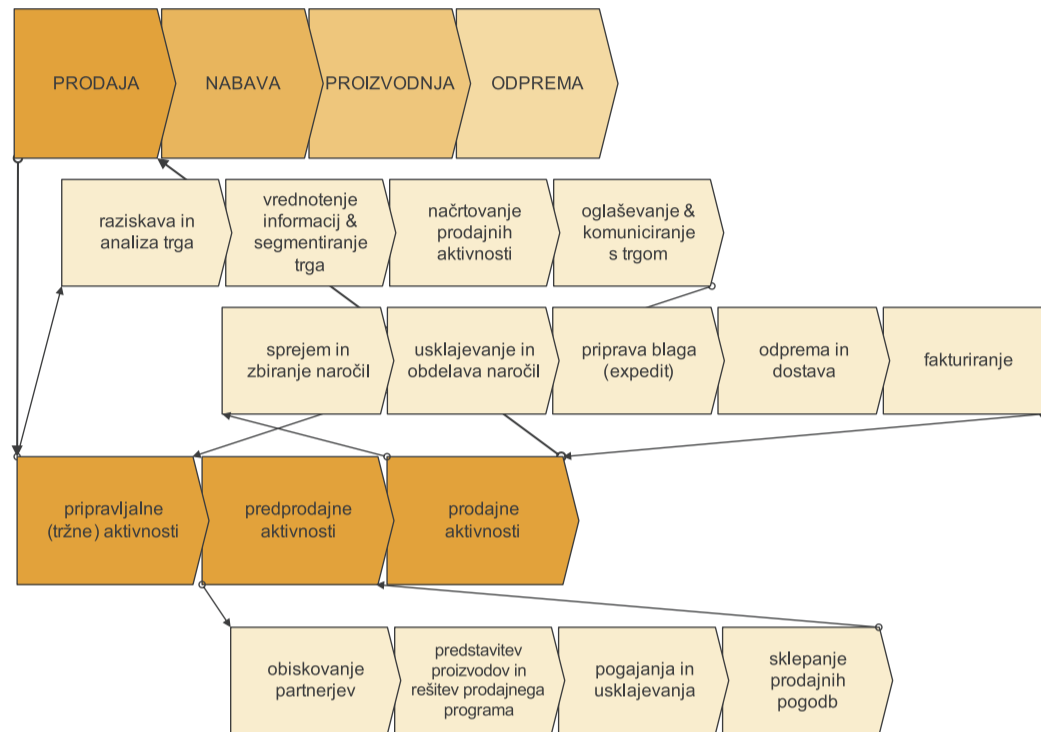 PRODAJA
NABAVA
PROIZVODNJA
ODPREMA
raziskava in
analiza trga
vrednotenje
informacij &
segmentiranje
trga
načrtovanje
prodajnih
aktivnosti
oglaševanje &
komuniciranje
s trgom
sprejem in
zbiranje naročil
usklajevanje in
obdelava naročil
priprava blaga
(expedit)
odprema in
dostava
fakturiranje
pripravljalne
(tržne) aktivnosti
predprodajne
aktivnosti
prodajne
aktivnosti
obiskovanje
partnerjev
predstavitev
proizvodov in
rešitev prodajnega
programa
pogajanja in
usklajevanja
sklepanje
prodajnih
pogodb